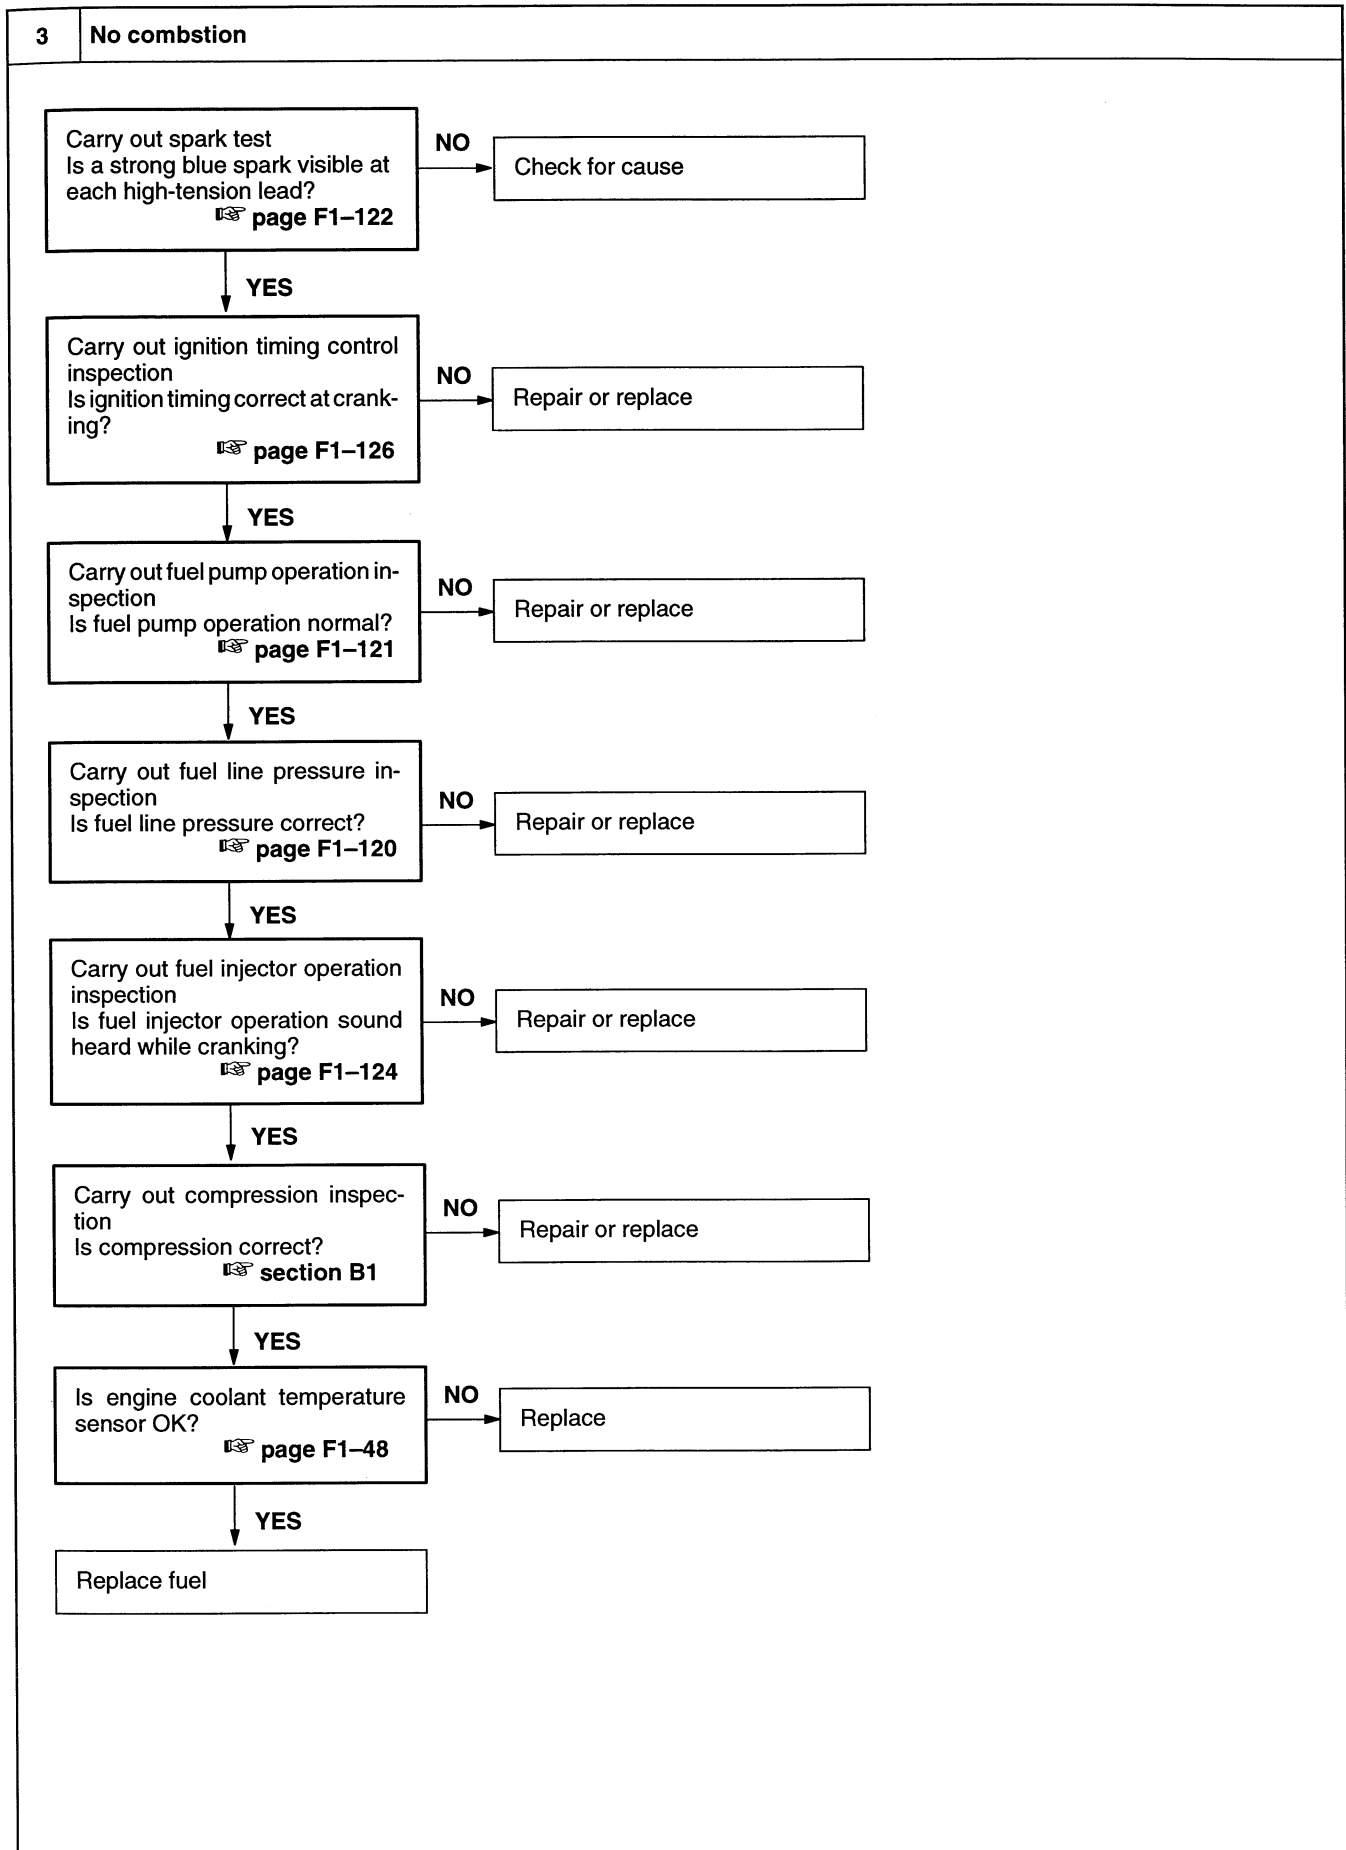 3 No combstion
Carry out spark test
Is a strong blue spark visible at
each high-tension lead?
☞ page F1–122
NO
Check for cause
YES
Carry out ignition timing control
inspection
Is ignition timing correct at crank-
ing?
☞ page F1–126
NO
Repair or replace
YES
Carry out fuel pump operation in-
spection
Is fuel pump operation normal?
☞ page F1–121
NO
Repair or replace
YES
Carry out fuel line pressure in-
spection
Is fuel line pressure correct?
☞ page F1–120
NO
Repair or replace
YES
Carry out fuel injector operation
inspection
Is fuel injector operation sound
heard while cranking?
☞ page F1–124
NO
Repair or replace
YES
Carry out compression inspec-
tion
Is compression correct?
☞ section B1
NO
Repair or replace
YES
Is engine coolant temperature
sensor OK?
☞ page F1–48
NO
Replace
YES
Replace fuel